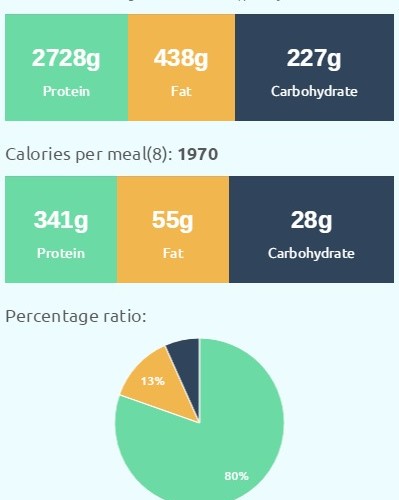 2728g 438g 227g
Protein Fat Carbohydrate
Calories per meal(8): 1970
341g 55g 28g
Protein Fat Carbohydrate
Percentage ratio:
13%
80%